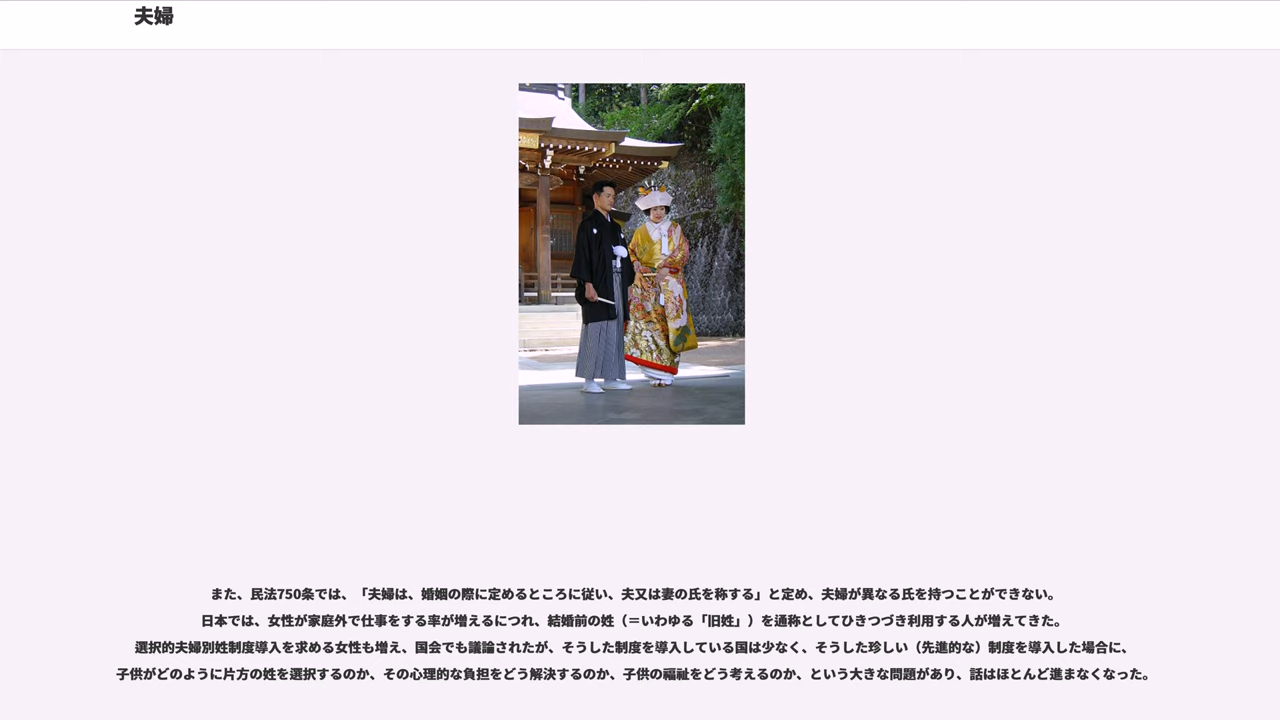 夫婦
また、民法750条では、「夫婦は、婚姻の際に定めるところに従い、夫又は妻の氏を称する」と定め、夫婦が異なる氏を持つことができない。
日本では、女性が家庭外で仕事をする率が増えるにつれ、結婚前の姓（＝いわゆる「旧姓」）を通称としてひきつづき利用する人が増えてきた。
選択的夫婦別姓制度導入を求める女性も増え、国会でも議論されたが、そうした制度を導入している国は少なく、そうした珍しい（先進的な）制度を導入した場合に、
子供がどのように片方の姓を選択するのか、その心理的な負担をどう解決するのか、子供の福祉をどう考えるのか、という大きな問題があり、話はほとんど進まなくなった。